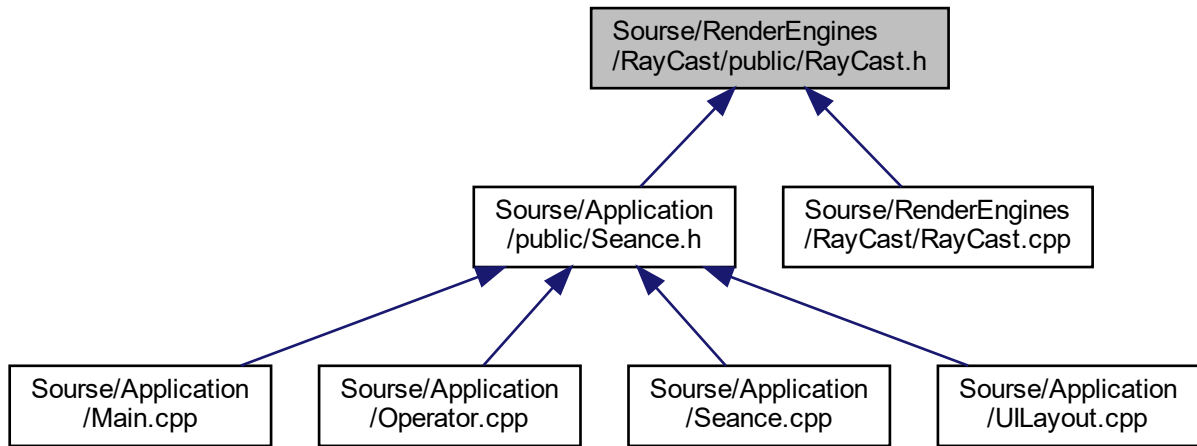 Sourse/RenderEngines
/RayCast/public/RayCast.h
Sourse/Application
/public/Seance.h
Sourse/RenderEngines
/RayCast/RayCast.cpp
Sourse/Application
/Main.cpp
Sourse/Application
/Operator.cpp
Sourse/Application
/Seance.cpp
Sourse/Application
/UILayout.cpp